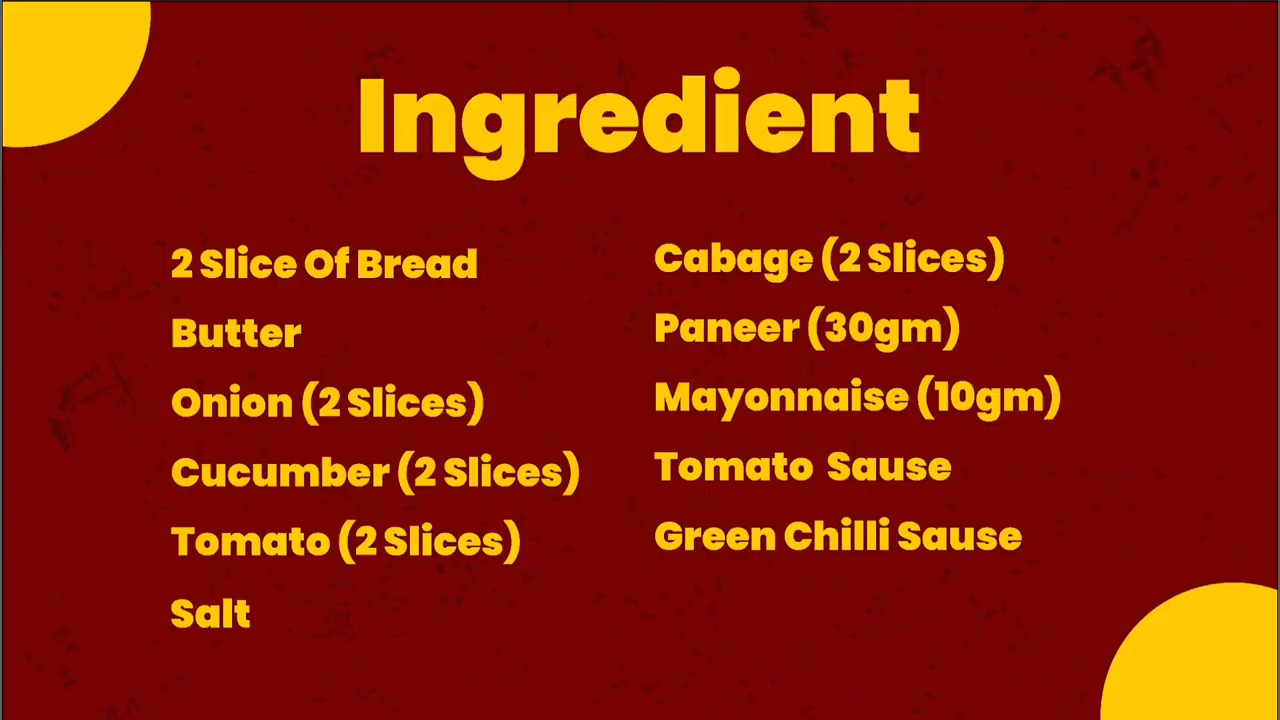 Ingredient
2 Slice Of Bread
Butter
Onion (2 Slices)
Cucumber (2 Slices)
Tomato (2 Slices)
Salt
Cabage (2 Slices)
Paneer (30gm)
Mayonnaise (10gm)
Tomato Sause
Green Chilli Sause